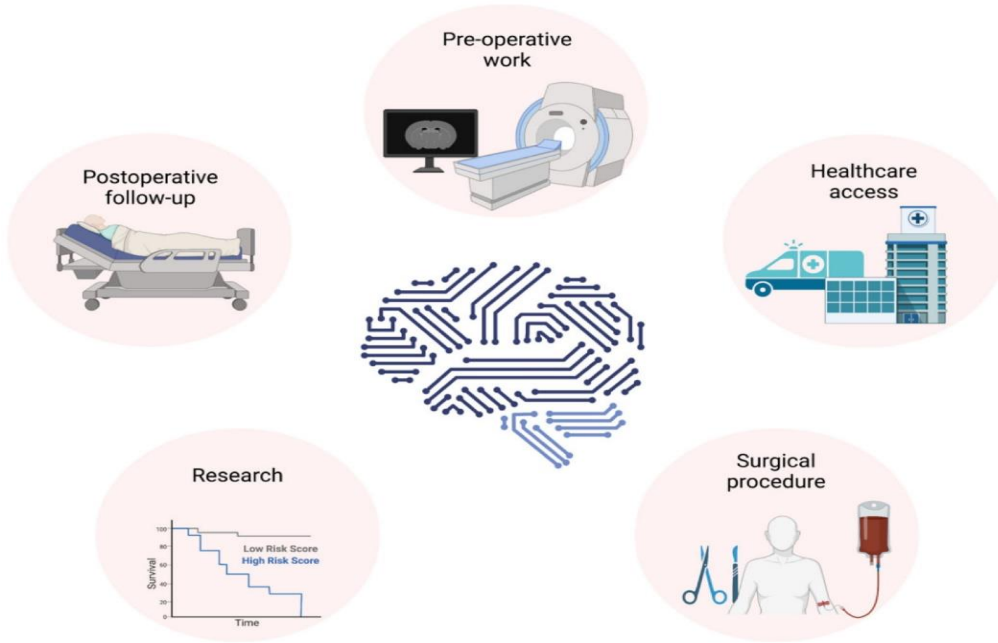 Pre-operative
work
Postoperative
follow-up
Healthcare
access
Research
100
80
60
40
30
0
Survival
Low Risk Score
High Risk Score
Time
Surgical
procedure